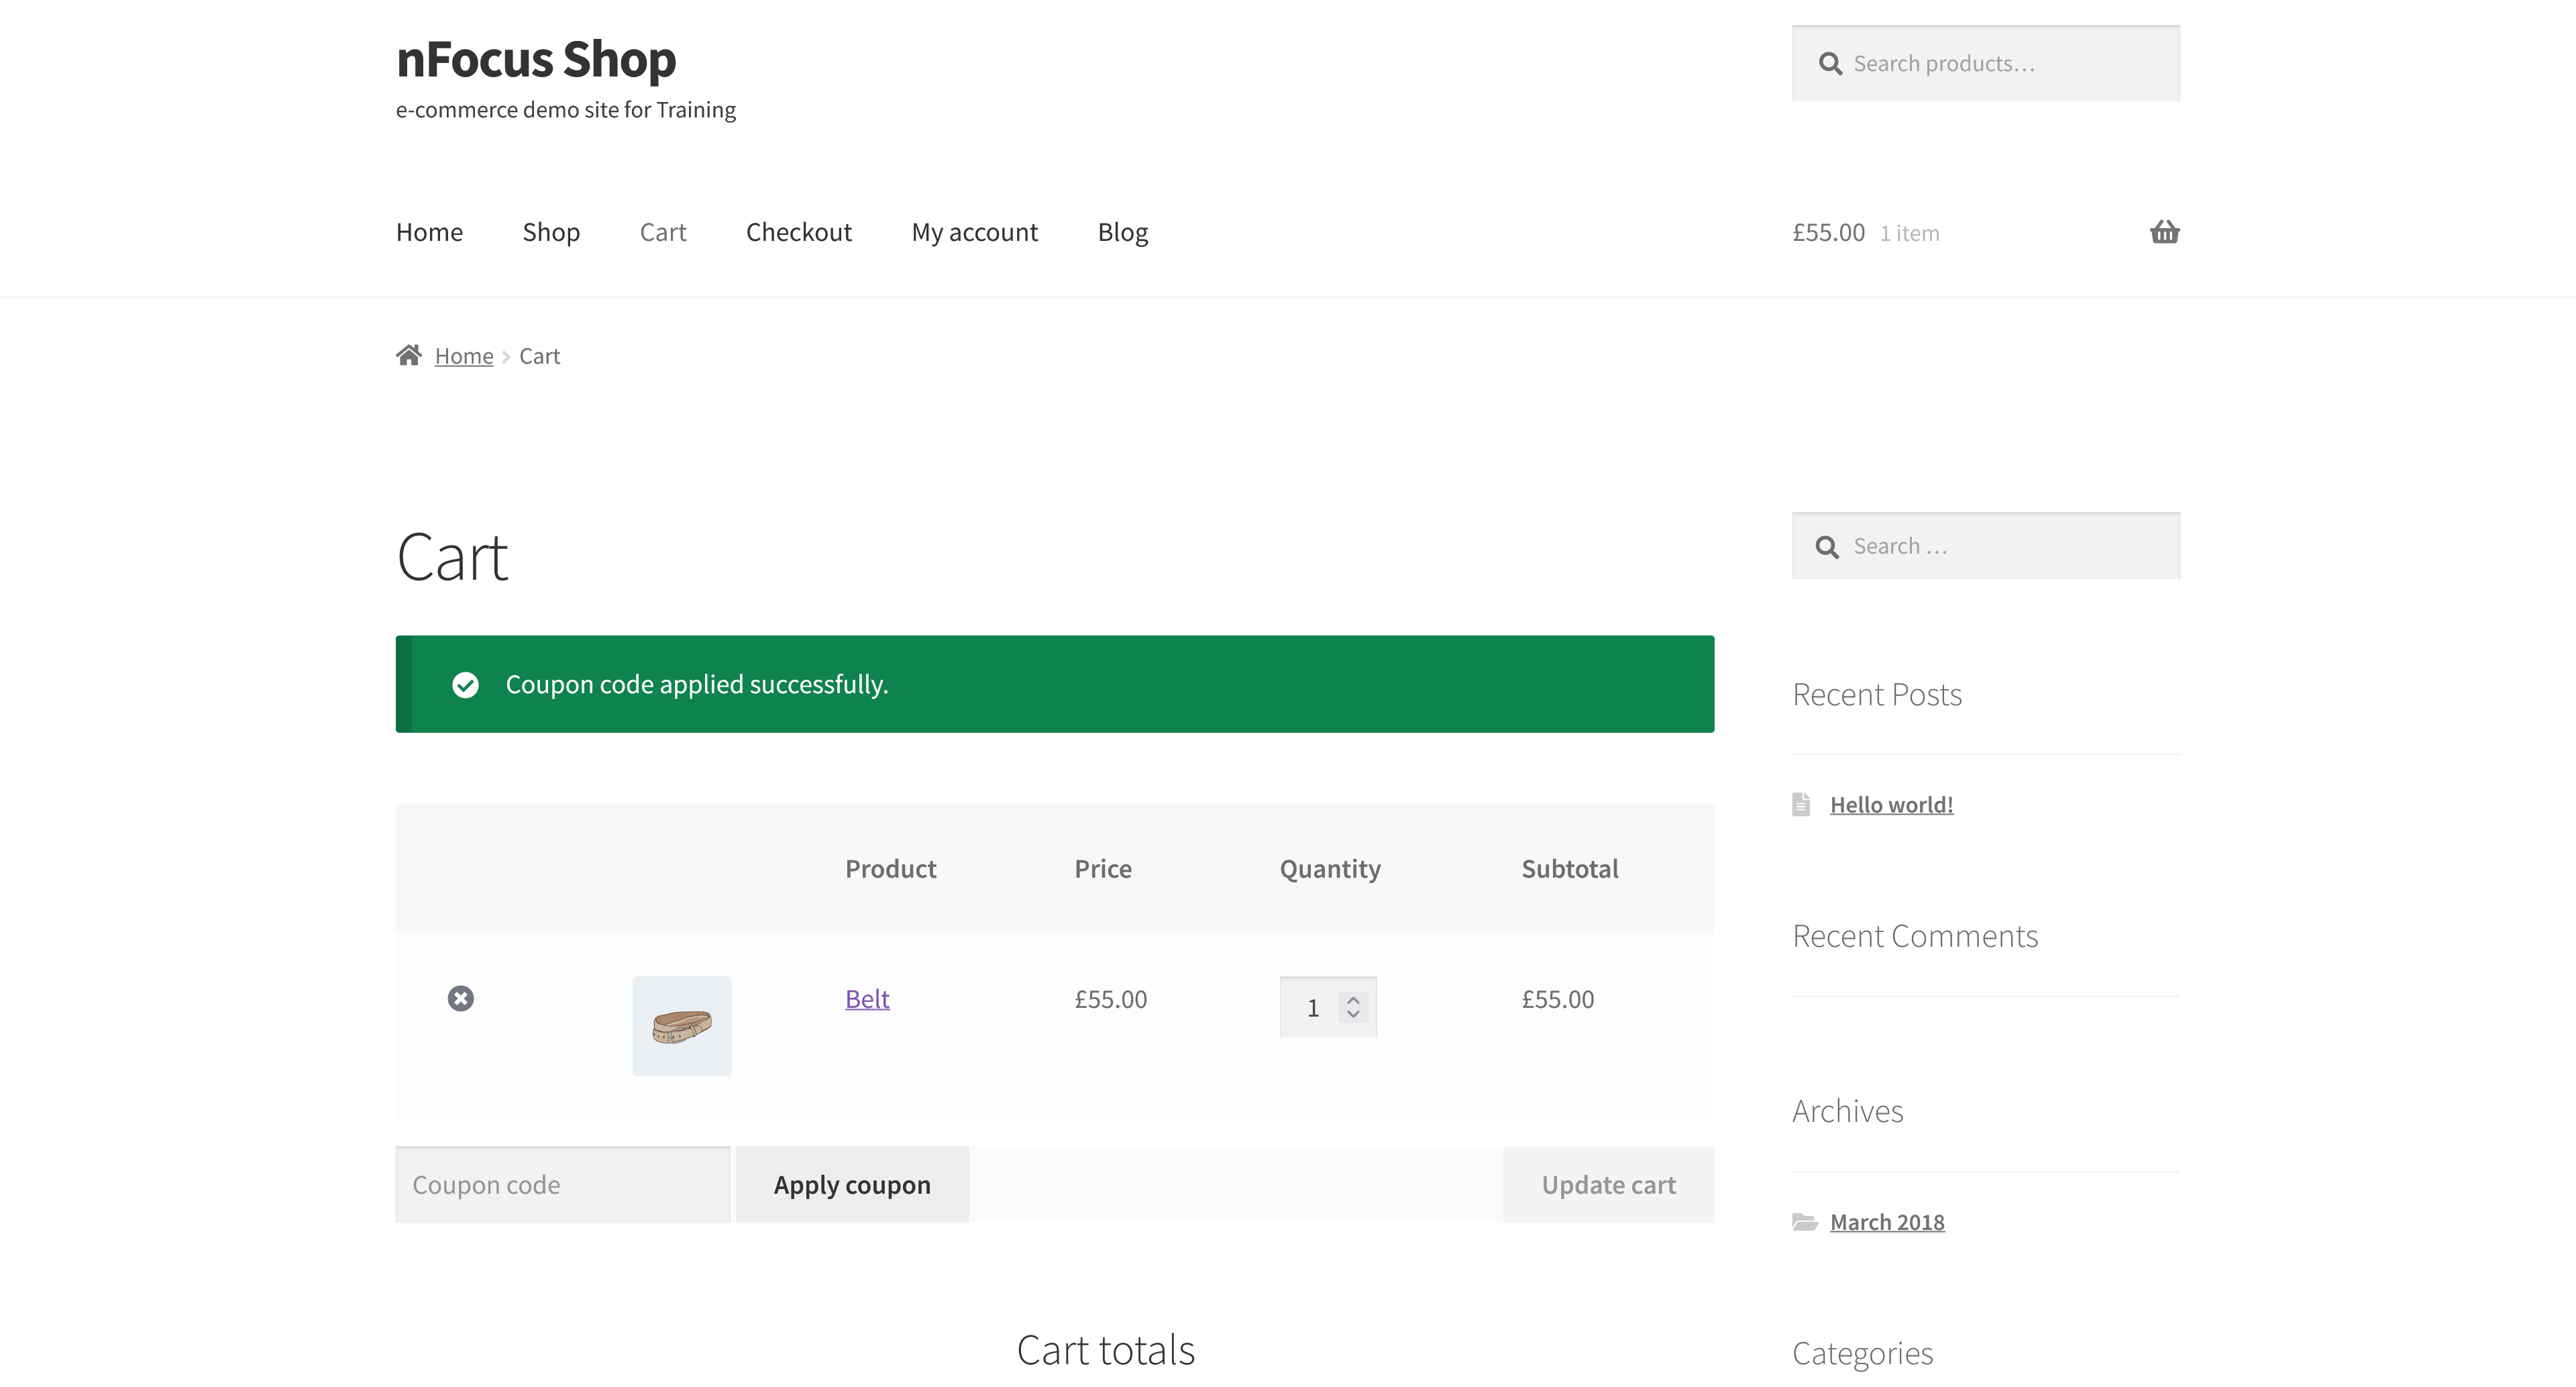 nFocus Shop
e-commerce demo site for Training
Search products…
Home Shop Cart Checkout My account Blog
£55.00 1 item
Home Cart
Cart
Coupon code applied successfully.
Product Price Quantity Subtotal
Belt £55.00 1 £55.00
Coupon code Apply coupon Update cart
Cart totals
Search …
Recent Posts
Hello world!
Recent Comments
Archives
March 2018
Categories